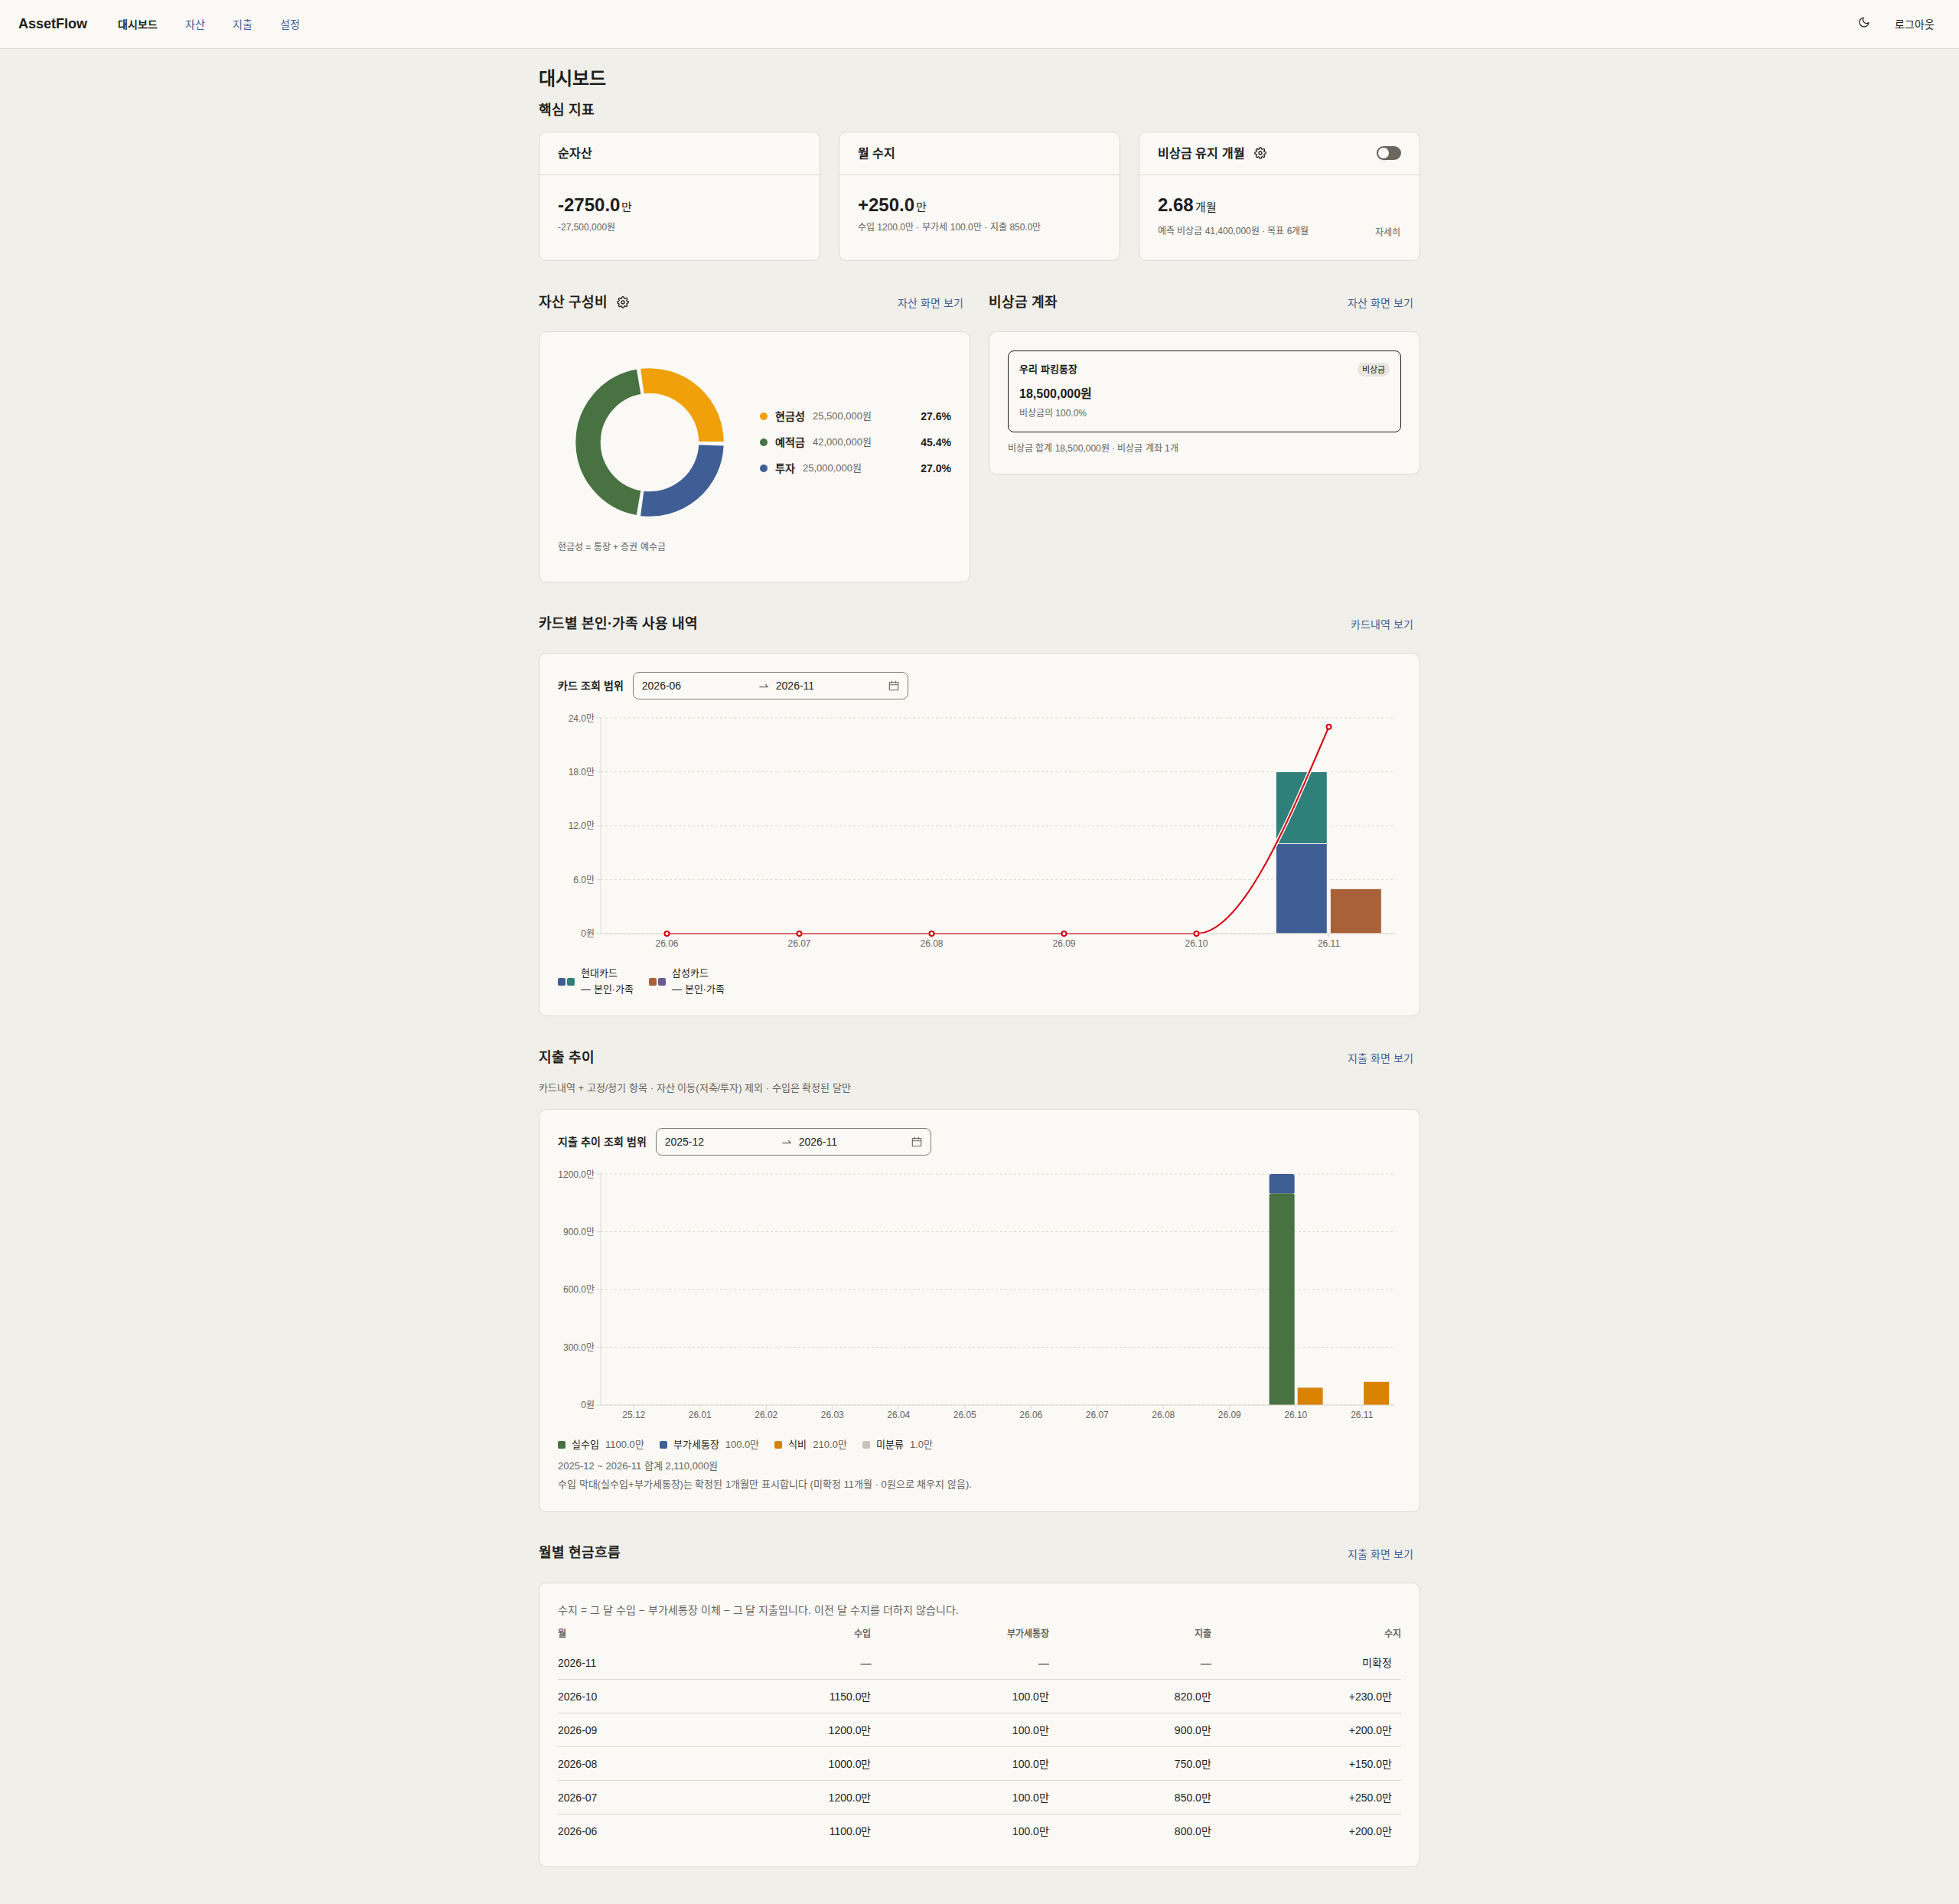 AssetFlow 대시보드 자산 지출 설정 로그아웃
대시보드
핵심 지표
순자산
-2750.0만
-27,500,000원
월 수지
+250.0만
수입 1200.0만 · 부가세 100.0만 · 지출 850.0만
비상금 유지 개월
2.68개월
예측 비상금 41,400,000원 · 목표 6개월 자세히
자산 구성비 자산 화면 보기
현금성 25,500,000원 27.6%
예적금 42,000,000원 45.4%
투자 25,000,000원 27.0%
현금성 = 통장 + 증권 예수금
비상금 계좌 자산 화면 보기
우리 파킹통장 비상금
18,500,000원
비상금의 100.0%
비상금 합계 18,500,000원 · 비상금 계좌 1개
카드별 본인·가족 사용 내역 카드내역 보기
카드 조회 범위 2026-06 2026-11
24.0만
18.0만
12.0만
6.0만
0원
26.06 26.07 26.08 26.09 26.10 26.11
현대카드
— 본인·가족
삼성카드
— 본인·가족
지출 추이 지출 화면 보기
카드내역 + 고정/정기 항목 · 자산 이동(저축/투자) 제외 · 수입은 확정된 달만
지출 추이 조회 범위 2025-12 2026-11
1200.0만
900.0만
600.0만
300.0만
0원
25.12 26.01 26.02 26.03 26.04 26.05 26.06 26.07 26.08 26.09 26.10 26.11
실수입 1100.0만 부가세통장 100.0만 식비 210.0만 미분류 1.0만
2025-12 ~ 2026-11 합계 2,110,000원
수입 막대(실수입+부가세통장)는 확정된 1개월만 표시합니다 (미확정 11개월 · 0원으로 채우지 않음).
월별 현금흐름 지출 화면 보기
수지 = 그 달 수입 − 부가세통장 이체 − 그 달 지출입니다. 이전 달 수지를 더하지 않습니다.
월 수입 부가세통장 지출 수지
2026-11 — — — 미확정
2026-10 1150.0만 100.0만 820.0만 +230.0만
2026-09 1200.0만 100.0만 900.0만 +200.0만
2026-08 1000.0만 100.0만 750.0만 +150.0만
2026-07 1200.0만 100.0만 850.0만 +250.0만
2026-06 1100.0만 100.0만 800.0만 +200.0만